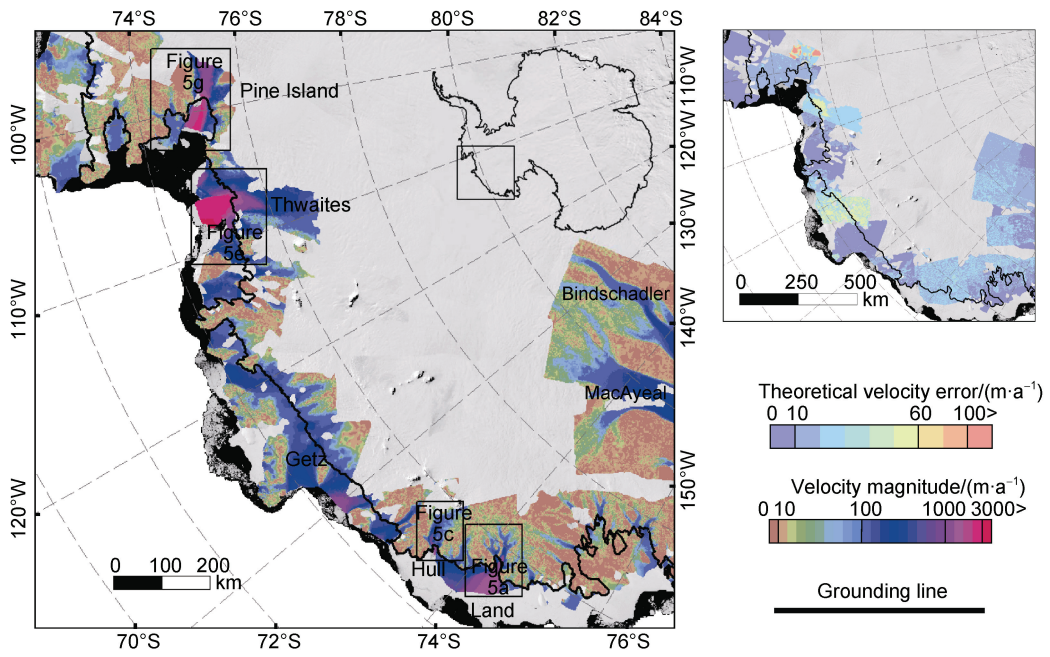 74°S 76°S 78°S 80°S 82°S 84°S
110°W
120°W
130°W
140°W
150°W
100°W
110°W
120°W
Figure
5g
Pine Island
Thwaites
Figure
5e
Bindschadler
MacAyeal
Getz
Figure
5c
Hull
Figure
5a
Land
0 100 200
km
70°S 72°S 74°S 76°S
0 250 500
km
Theoretical velocity error/(m·a⁻¹)
0 10 60 100>
Velocity magnitude/(m·a⁻¹)
0 10 100 1000 3000>
Grounding line